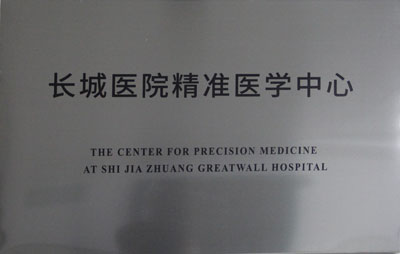 长城医院精准医学中心
THE CENTER FOR PRECISION MEDICINE
AT SHI JIA ZHUANG GREATWALL HOSPITAL